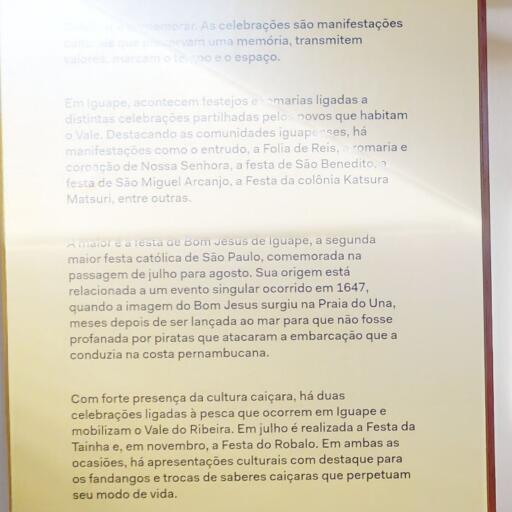 memorar. As celebrações são manifestações
que preservam uma memória, transmitem
valores, marcam o tempo e o espaço.
Em Iguape, acontecem festejos e romarias ligadas a
distintas celebrações partilhadas pelos povos que habitam
o Vale. Destacando as comunidades iguapenses, há
manifestações como o entrudo, a Folia de Reis, a romaria e
coroação de Nossa Senhora, a festa de São Benedito, a
festa de São Miguel Arcanjo, a Festa da colônia Katsura
Matsuri, entre outras.
A maior é a festa de Bom Jesus de Iguape, a segunda
maior festa católica de São Paulo, comemorada na
passagem de julho para agosto. Sua origem está
relacionada a um evento singular ocorrido em 1647,
quando a imagem do Bom Jesus surgiu na Praia do Una,
meses depois de ser lançada ao mar para que não fosse
profanada por piratas que atacaram a embarcação que a
conduzia na costa pernambucana.
Com forte presença da cultura caiçara, há duas
celebrações ligadas à pesca que ocorrem em Iguape e
mobilizam o Vale do Ribeira. Em julho é realizada a Festa da
Tainha e, em novembro, a Festa do Robalo. Em ambas as
ocasiões, há apresentações culturais com destaque para
os fandangos e trocas de saberes caiçaras que perpetuam
seu modo de vida.